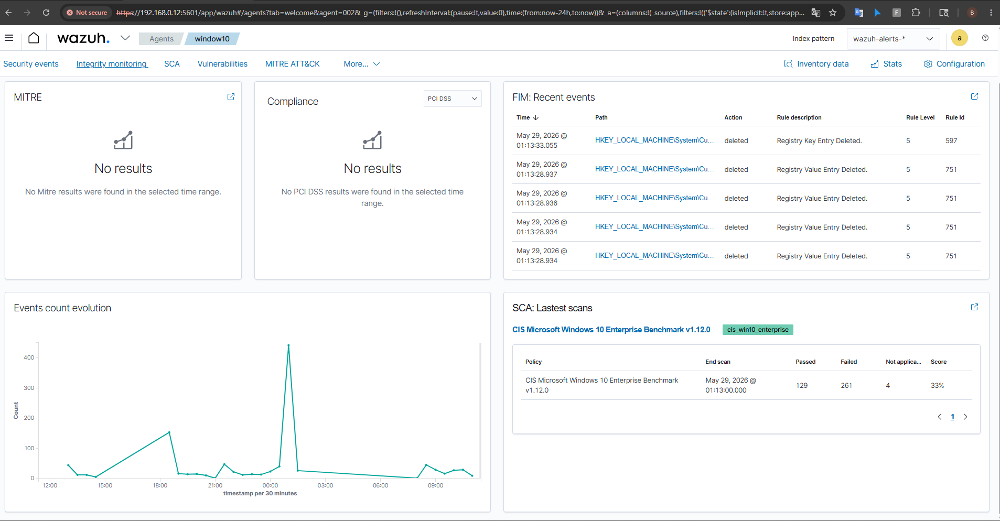 Not secure
https://192.168.0.12:5601/app/wazuh#/agents?tab=welcome&agent=002&_g=(filters:!(),refreshInterval:(pause:!t,value:0),time:(from:now-24h,to:now))&_a=(columns:!(_source),filters:!(('$state':(isImplicit:!t,store:app...
F
B
wazuh.
Agents
window10
Index pattern
wazuh-alerts-*
a
Security events
Integrity monitoring
SCA
Vulnerabilities
MITRE ATT&CK
More...
Inventory data
Stats
Configuration
MITRE
No results
No Mitre results were found in the selected time range.
Compliance
PCI DSS
No results
No PCI DSS results were found in the selected time
range.
FIM: Recent events
Time Path Action Rule description Rule Level Rule Id
May 29, 2026 @
01:13:33.055
HKEY_LOCAL_MACHINE\System\Cu... deleted Registry Key Entry Deleted. 5 597
May 29, 2026 @
01:13:28.937
HKEY_LOCAL_MACHINE\System\Cu... deleted Registry Value Entry Deleted. 5 751
May 29, 2026 @
01:13:28.936
HKEY_LOCAL_MACHINE\System\Cu... deleted Registry Value Entry Deleted. 5 751
May 29, 2026 @
01:13:28.934
HKEY_LOCAL_MACHINE\System\Cu... deleted Registry Value Entry Deleted. 5 751
May 29, 2026 @
01:13:28.934
HKEY_LOCAL_MACHINE\System\Cu... deleted Registry Value Entry Deleted. 5 751
Events count evolution
Count
400
300
200
100
0
12:00 15:00 18:00 21:00 00:00 03:00 06:00 09:00
timestamp per 30 minutes
SCA: Lastest scans
CIS Microsoft Windows 10 Enterprise Benchmark v1.12.0
cis_win10_enterprise
Policy End scan Passed Failed Not applica... Score
CIS Microsoft Windows 10 Enterprise Benchmark
v1.12.0
May 29, 2026 @
01:13:00.000
129 261 4 33%
1